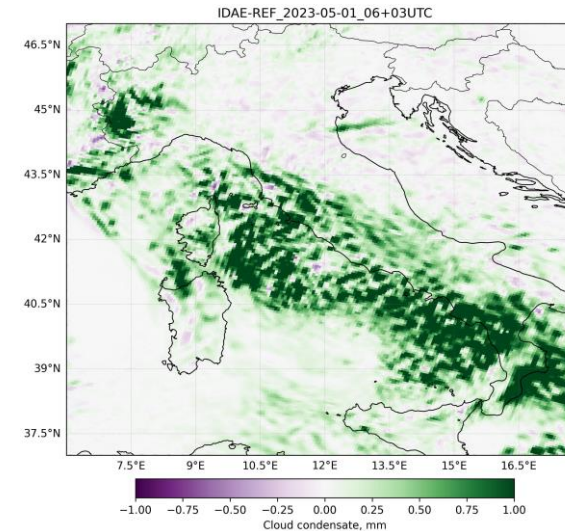 IDAE-REF_2023-05-01_06+03UTC
46.5°N
45°N
43.5°N
42°N
40.5°N
39°N
37.5°N
7.5°E 9°E 10.5°E 12°E 13.5°E 15°E 16.5°E
−1.00 −0.75 −0.50 −0.25 0.00 0.25 0.50 0.75 1.00
Cloud condensate, mm